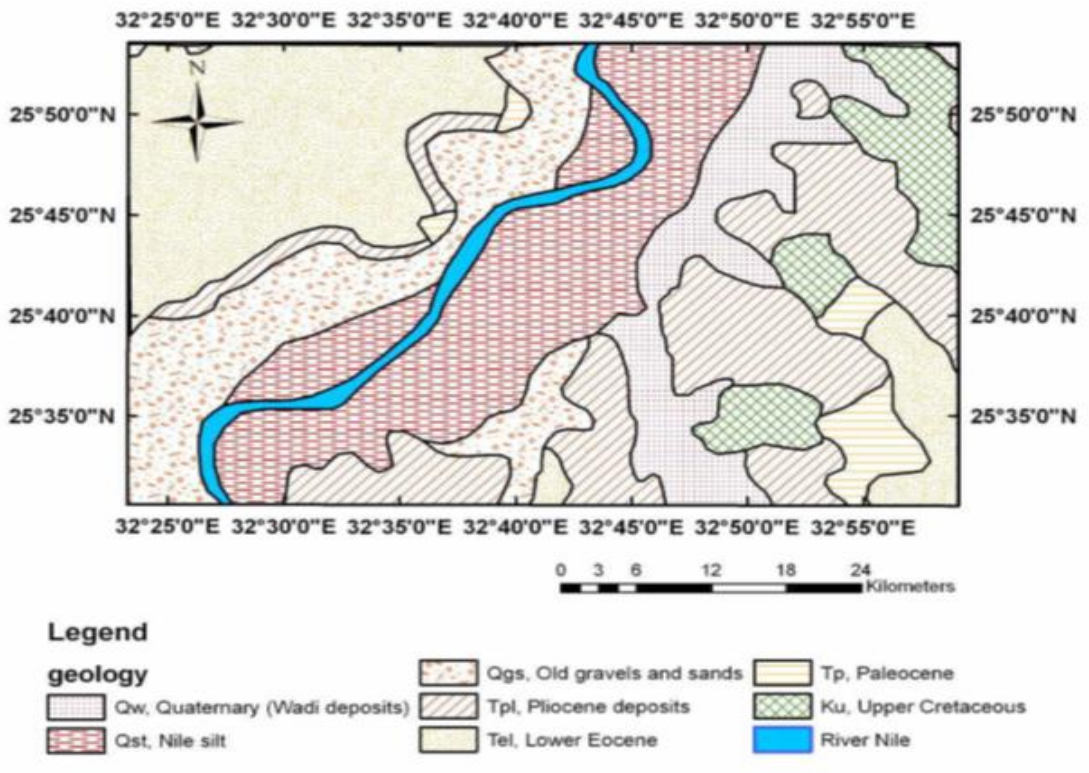 32°25'0"E 32°30'0"E 32°35'0"E 32°40'0"E 32°45'0"E 32°50'0"E 32°55'0"E
N
25°50'0"N 25°50'0"N
25°45'0"N 25°45'0"N
25°40'0"N 25°40'0"N
25°35'0"N 25°35'0"N
32°25'0"E 32°30'0"E 32°35'0"E 32°40'0"E 32°45'0"E 32°50'0"E 32°55'0"E
0 3 6 12 18 24
Kilometers
Legend
geology
Qw, Quaternary (Wadi deposits)
Qst, Nile silt
Qgs, Old gravels and sands
Tpl, Pliocene deposits
Tel, Lower Eocene
Tp, Paleocene
Ku, Upper Cretaceous
River Nile